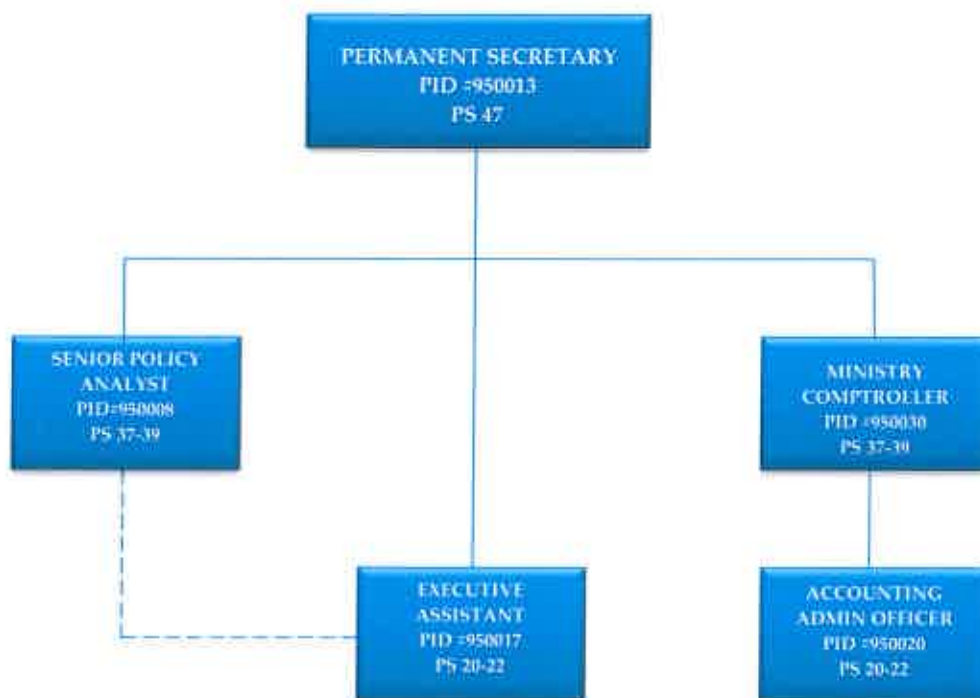 PERMANENT SECRETARY
PID #950013
PS 47
SENIOR POLICY
ANALYST
PID=950008
PS 37-39
MINISTRY
COMPTROLLER
PID #950030
PS 37-39
EXECUTIVE
ASSISTANT
PID #950017
PS 20-22
ACCOUNTING
ADMIN OFFICER
PID #950020
PS 20-22